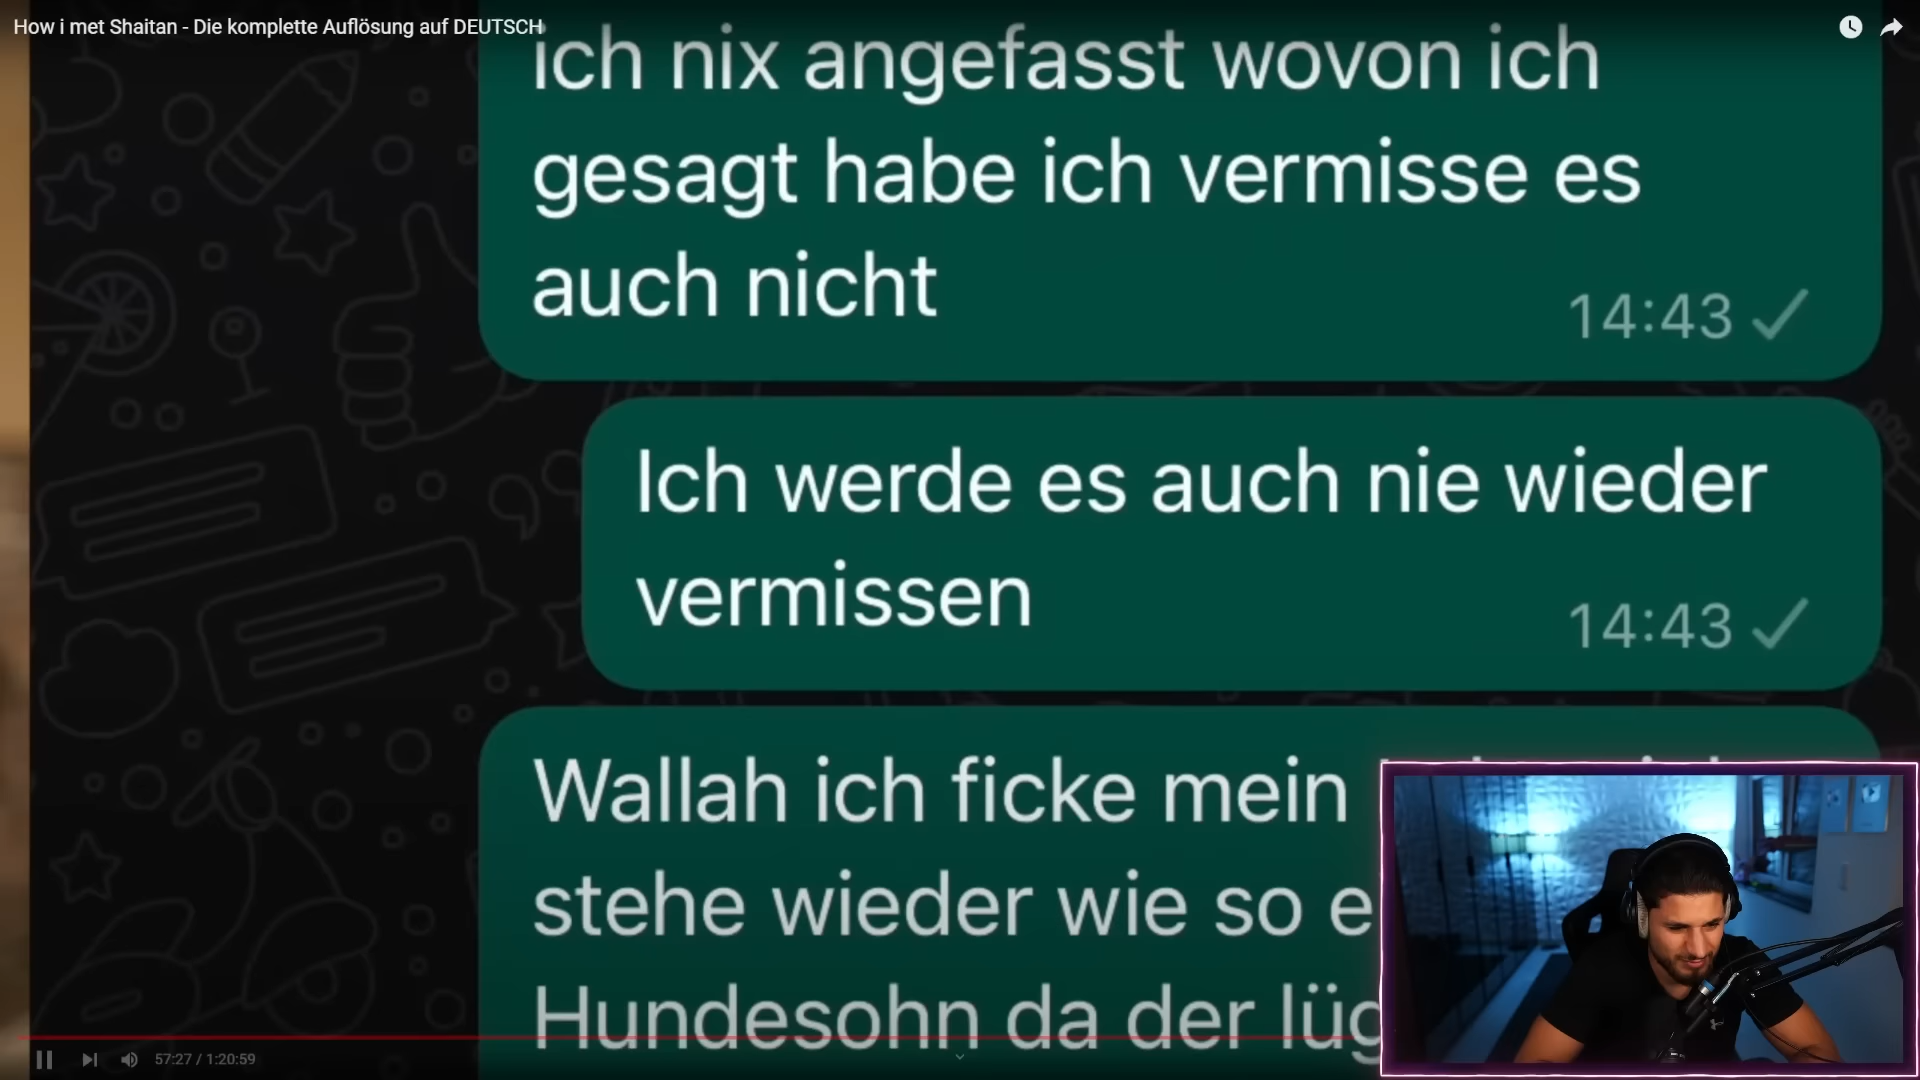 How i met Shaitan - Die komplette Auflösung auf DEUTSCH
ich nix angefasst wovon ich
gesagt habe ich vermisse es
auch nicht
14:43
Ich werde es auch nie wieder
vermissen
14:43
Wallah ich ficke mein
stehe wieder wie so
Hundesohn da der
57:27 / 1:20:59